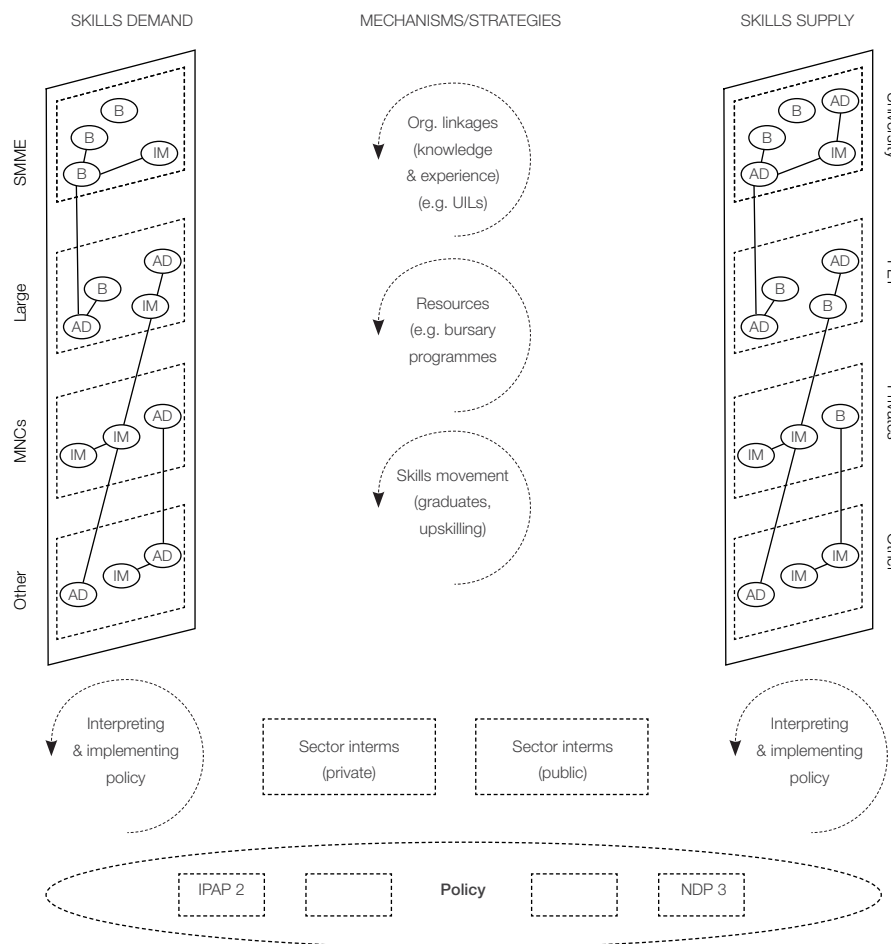 SKILLS DEMAND
MECHANISMS/STRATEGIES
SKILLS SUPPLY
SMME
B
B
B
IM
Large
AD
B
IM
AD
MNCs
AD
IM
IM
Other
AD
IM
AD
Org. linkages
(knowledge
& experience)
(e.g. UILs)
Resources
(e.g. bursary
programmes
Skills movement
(graduates,
upskilling)
University
AD
B
B
IM
AD
AD
B
B
AD
Privates
B
IM
IM
Other
IM
IM
AD
Interpreting
& implementing
policy
Sector interms
(private)
Sector interms
(public)
Interpreting
& implementing
policy
IPAP 2
Policy
NDP 3